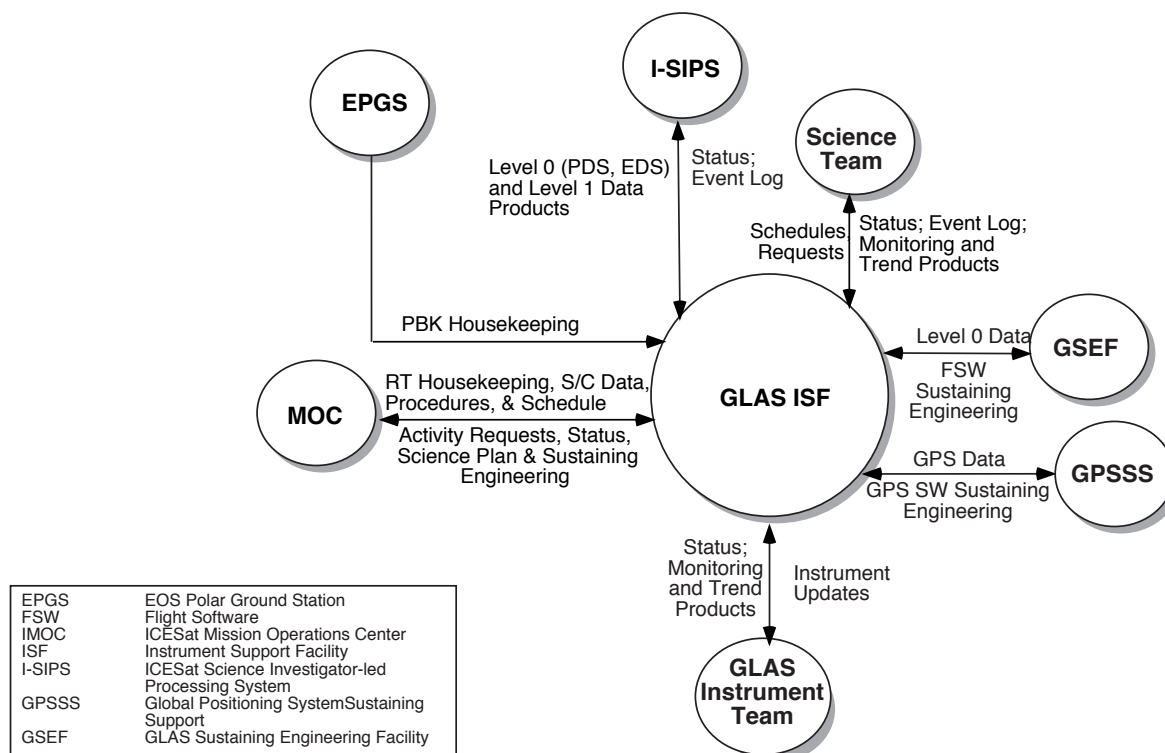 I-SIPS
EPGS
Science
Team
Level 0 (PDS, EDS)
and Level 1 Data
Products
Status;
Event Log
Schedules,
Requests
Status; Event Log;
Monitoring and
Trend Products
PBK Housekeeping
Level 0 Data
GSEF
FSW
Sustaining
Engineering
RT Housekeeping, S/C Data,
Procedures, & Schedule
MOC
GLAS ISF
Activity Requests, Status,
Science Plan & Sustaining
Engineering
GPS Data
GPSSS
GPS SW Sustaining
Engineering
Status;
Monitoring
and Trend
Products
Instrument
Updates
GLAS
Instrument
Team
EPGS EOS Polar Ground Station
FSW Flight Software
IMOC ICESat Mission Operations Center
ISF Instrument Support Facility
I-SIPS ICESat Science Investigator-led
Processing System
GPSSS Global Positioning SystemSustaining
Support
GSEF GLAS Sustaining Engineering Facility